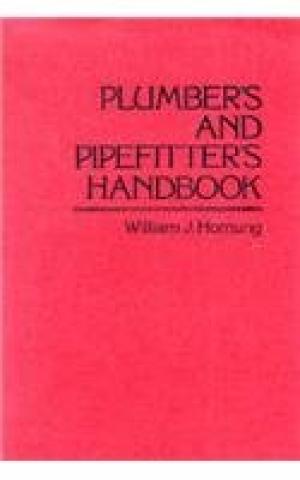 PLUMBER'S
AND
PIPEFITTER'S
HANDBOOK
William J. Hornung